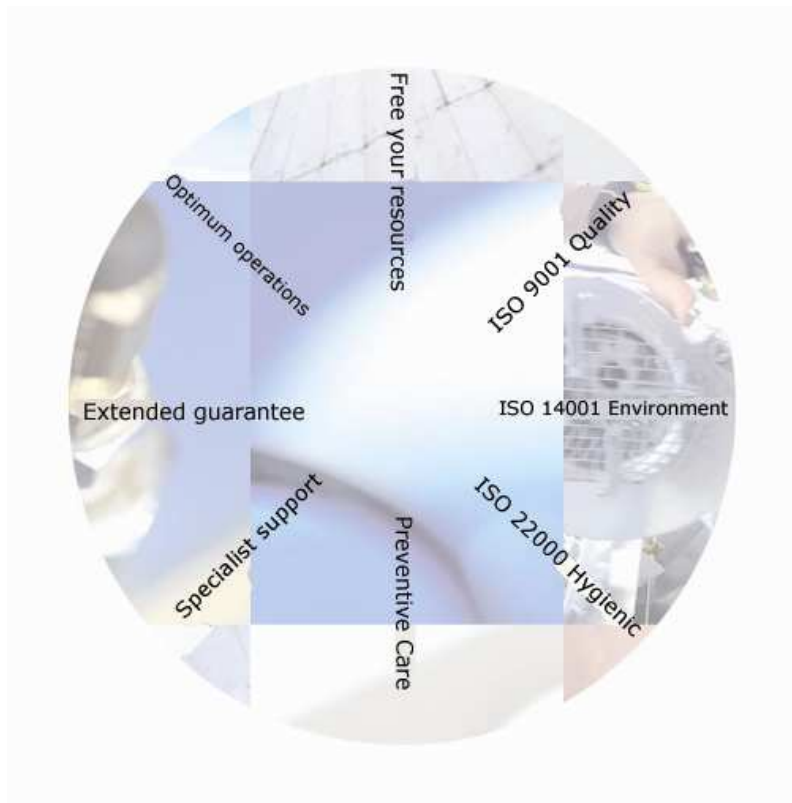 Free your resources
Optimum operations
ISO 9001 Quality
Extended guarantee
ISO 14001 Environment
Specialist support
ISO 22000 Hygienic
Preventive Care